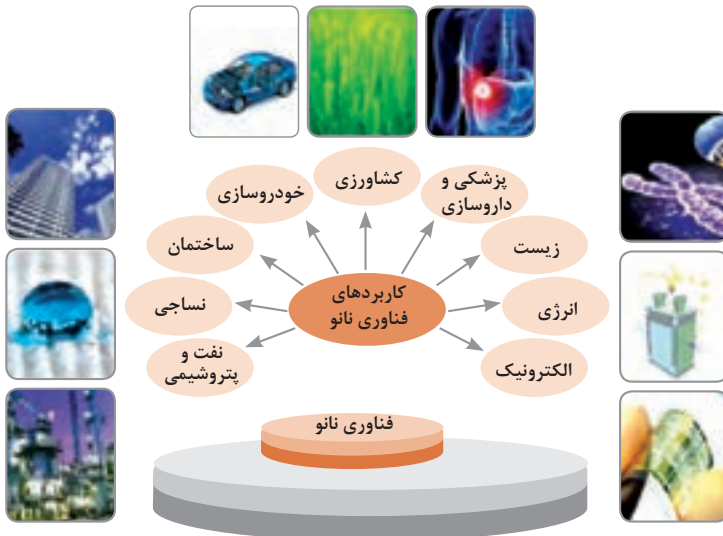 کشاورزی
پزشکی و
داروسازی
خودروسازی
زیست
ساختمان
انرژی
نساجی
کاربردهای
فناوری نانو
الکترونیک
نفت و
پتروشیمی
فناوری نانو